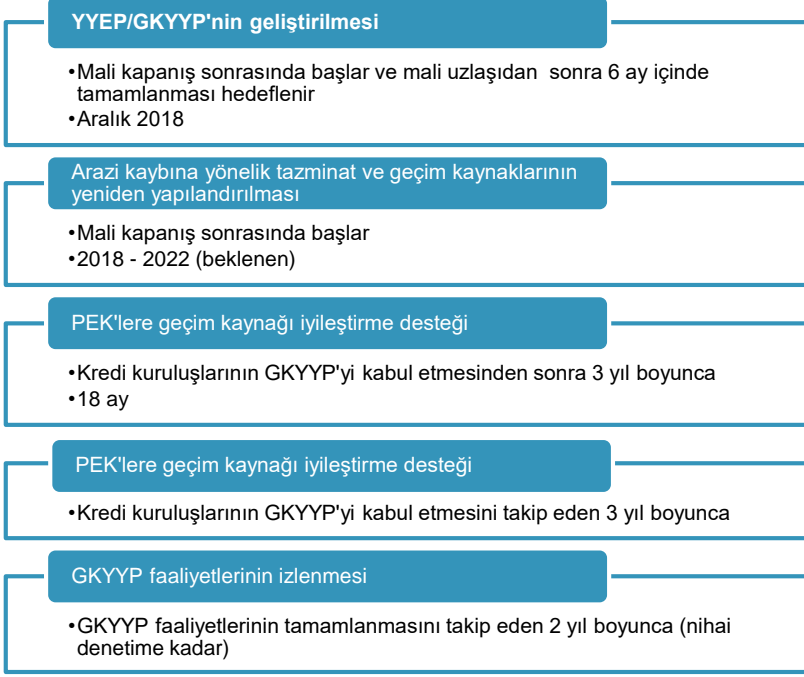 YYEP/GKYYP'nin geliştirilmesi
•Mali kapanış sonrasında başlar ve mali uzlaşıdan sonra 6 ay içinde
tamamlanması hedeflenir
•Aralık 2018
Arazi kaybına yönelik tazminat ve geçim kaynaklarının
yeniden yapılandırılması
•Mali kapanış sonrasında başlar
•2018 - 2022 (beklenen)
PEK'lere geçim kaynağı iyileştirme desteği
•Kredi kuruluşlarının GKYYP'yi kabul etmesinden sonra 3 yıl boyunca
•18 ay
PEK'lere geçim kaynağı iyileştirme desteği
•Kredi kuruluşlarının GKYYP'yi kabul etmesini takip eden 3 yıl boyunca
GKYYP faaliyetlerinin izlenmesi
•GKYYP faaliyetlerinin tamamlanmasını takip eden 2 yıl boyunca (nihai
denetime kadar)